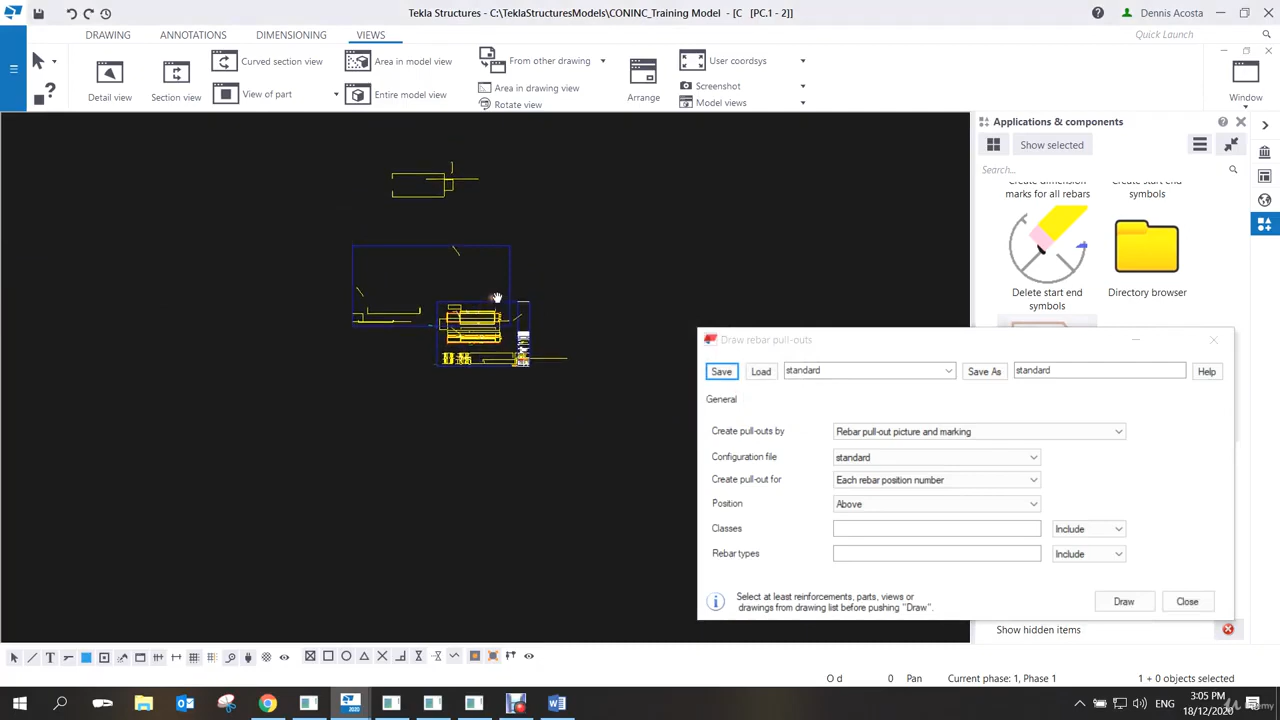 Tekla Structures - C:\TeklaStructuresModels\CONINC_Training Model - [C   [PC.1 - 2]]
Dennis Acosta
DRAWING
ANNOTATIONS
DIMENSIONING
VIEWS
Quick Launch
Detail view
Section view
Curved section view
View of part
Area in model view
Entire model view
From other drawing
Area in drawing view
Rotate view
Arrange
User coordsys
Screenshot
Model views
Window
Applications & components
Show selected
Search...
Create dimension marks for all rebars
Create start end symbols
Delete start end symbols
Directory browser
Draw rebar pull-outs
Save
Load
standard
Save As
standard
Help
General
Create pull-outs by
Rebar pull-out picture and marking
Configuration file
standard
Create pull-out for
Each rebar position number
Position
Above
Classes
Include
Rebar types
Include
Select at least reinforcements, parts, views or
drawings from drawing list before pushing "Draw".
Draw
Close
Show hidden items
O d
0
Pan
Current phase: 1, Phase 1
1 + 0 objects selected
2020
ENG
3:05 PM
18/12/2020